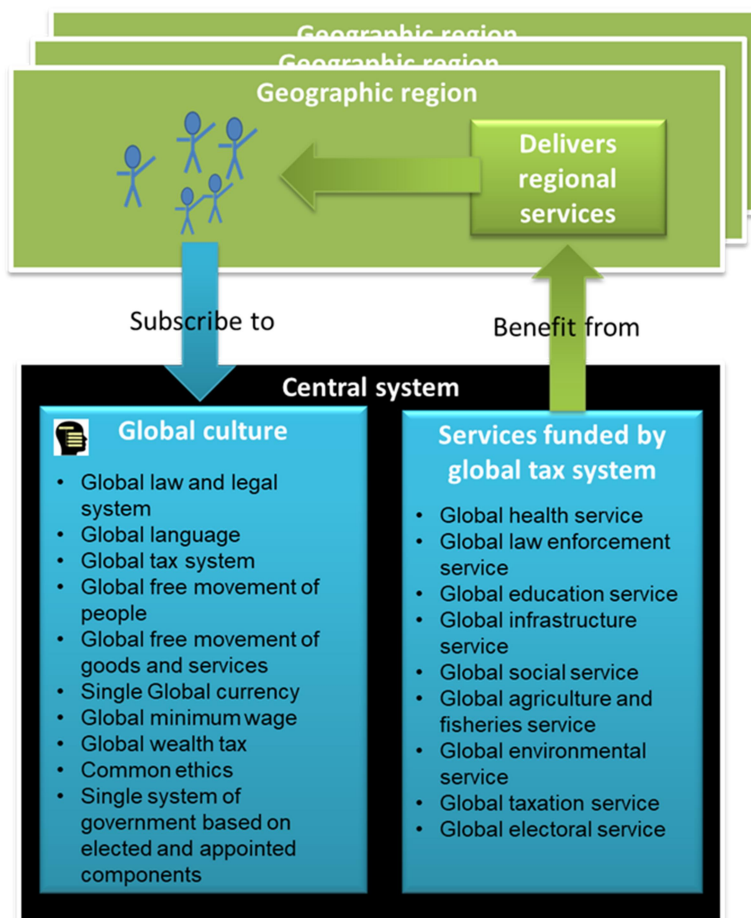 Geographic region
Geographic region
Geographic region
Delivers
regional
services
Subscribe to
Benefit from
Central system
Global culture
• Global law and legal
system
• Global language
• Global tax system
• Global free movement of
people
• Global free movement of
goods and services
• Single Global currency
• Global minimum wage
• Global wealth tax
• Common ethics
• Single system of
government based on
elected and appointed
components
Services funded by
global tax system
• Global health service
• Global law enforcement
service
• Global education service
• Global infrastructure
service
• Global social service
• Global agriculture and
fisheries service
• Global environmental
service
• Global taxation service
• Global electoral service